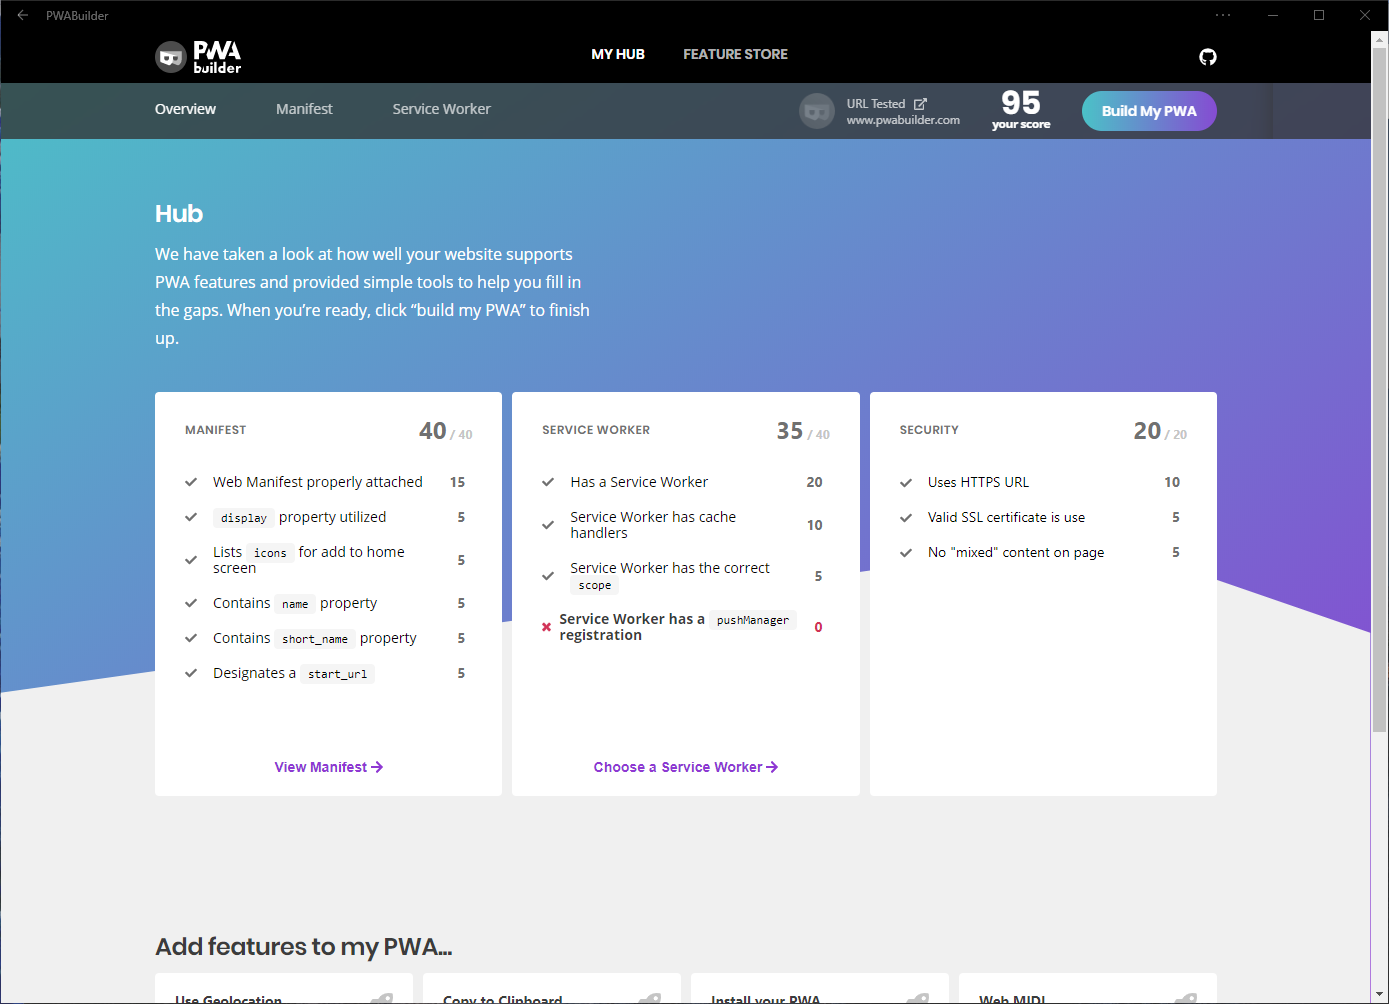 PWABuilder
PWA
builder
MY HUB
FEATURE STORE
Overview
Manifest
Service Worker
URL Tested
www.pwabuilder.com
95
your score
Build My PWA
Hub
We have taken a look at how well your website supports
PWA features and provided simple tools to help you fill in
the gaps. When you’re ready, click “build my PWA” to finish
up.
MANIFEST 40 / 40
Web Manifest properly attached 15
display property utilized 5
Lists icons for add to home
screen 5
Contains name property 5
Contains short_name property 5
Designates a start_url 5
View Manifest
SERVICE WORKER 35 / 40
Has a Service Worker 20
Service Worker has cache
handlers 10
Service Worker has the correct
scope 5
Service Worker has a pushManager
registration 0
Choose a Service Worker
SECURITY 20 / 20
Uses HTTPS URL 10
Valid SSL certificate is use 5
No "mixed" content on page 5
Add features to my PWA...
Use Geolocation
Copy to Clipboard
Install your PWA
Web MIDI